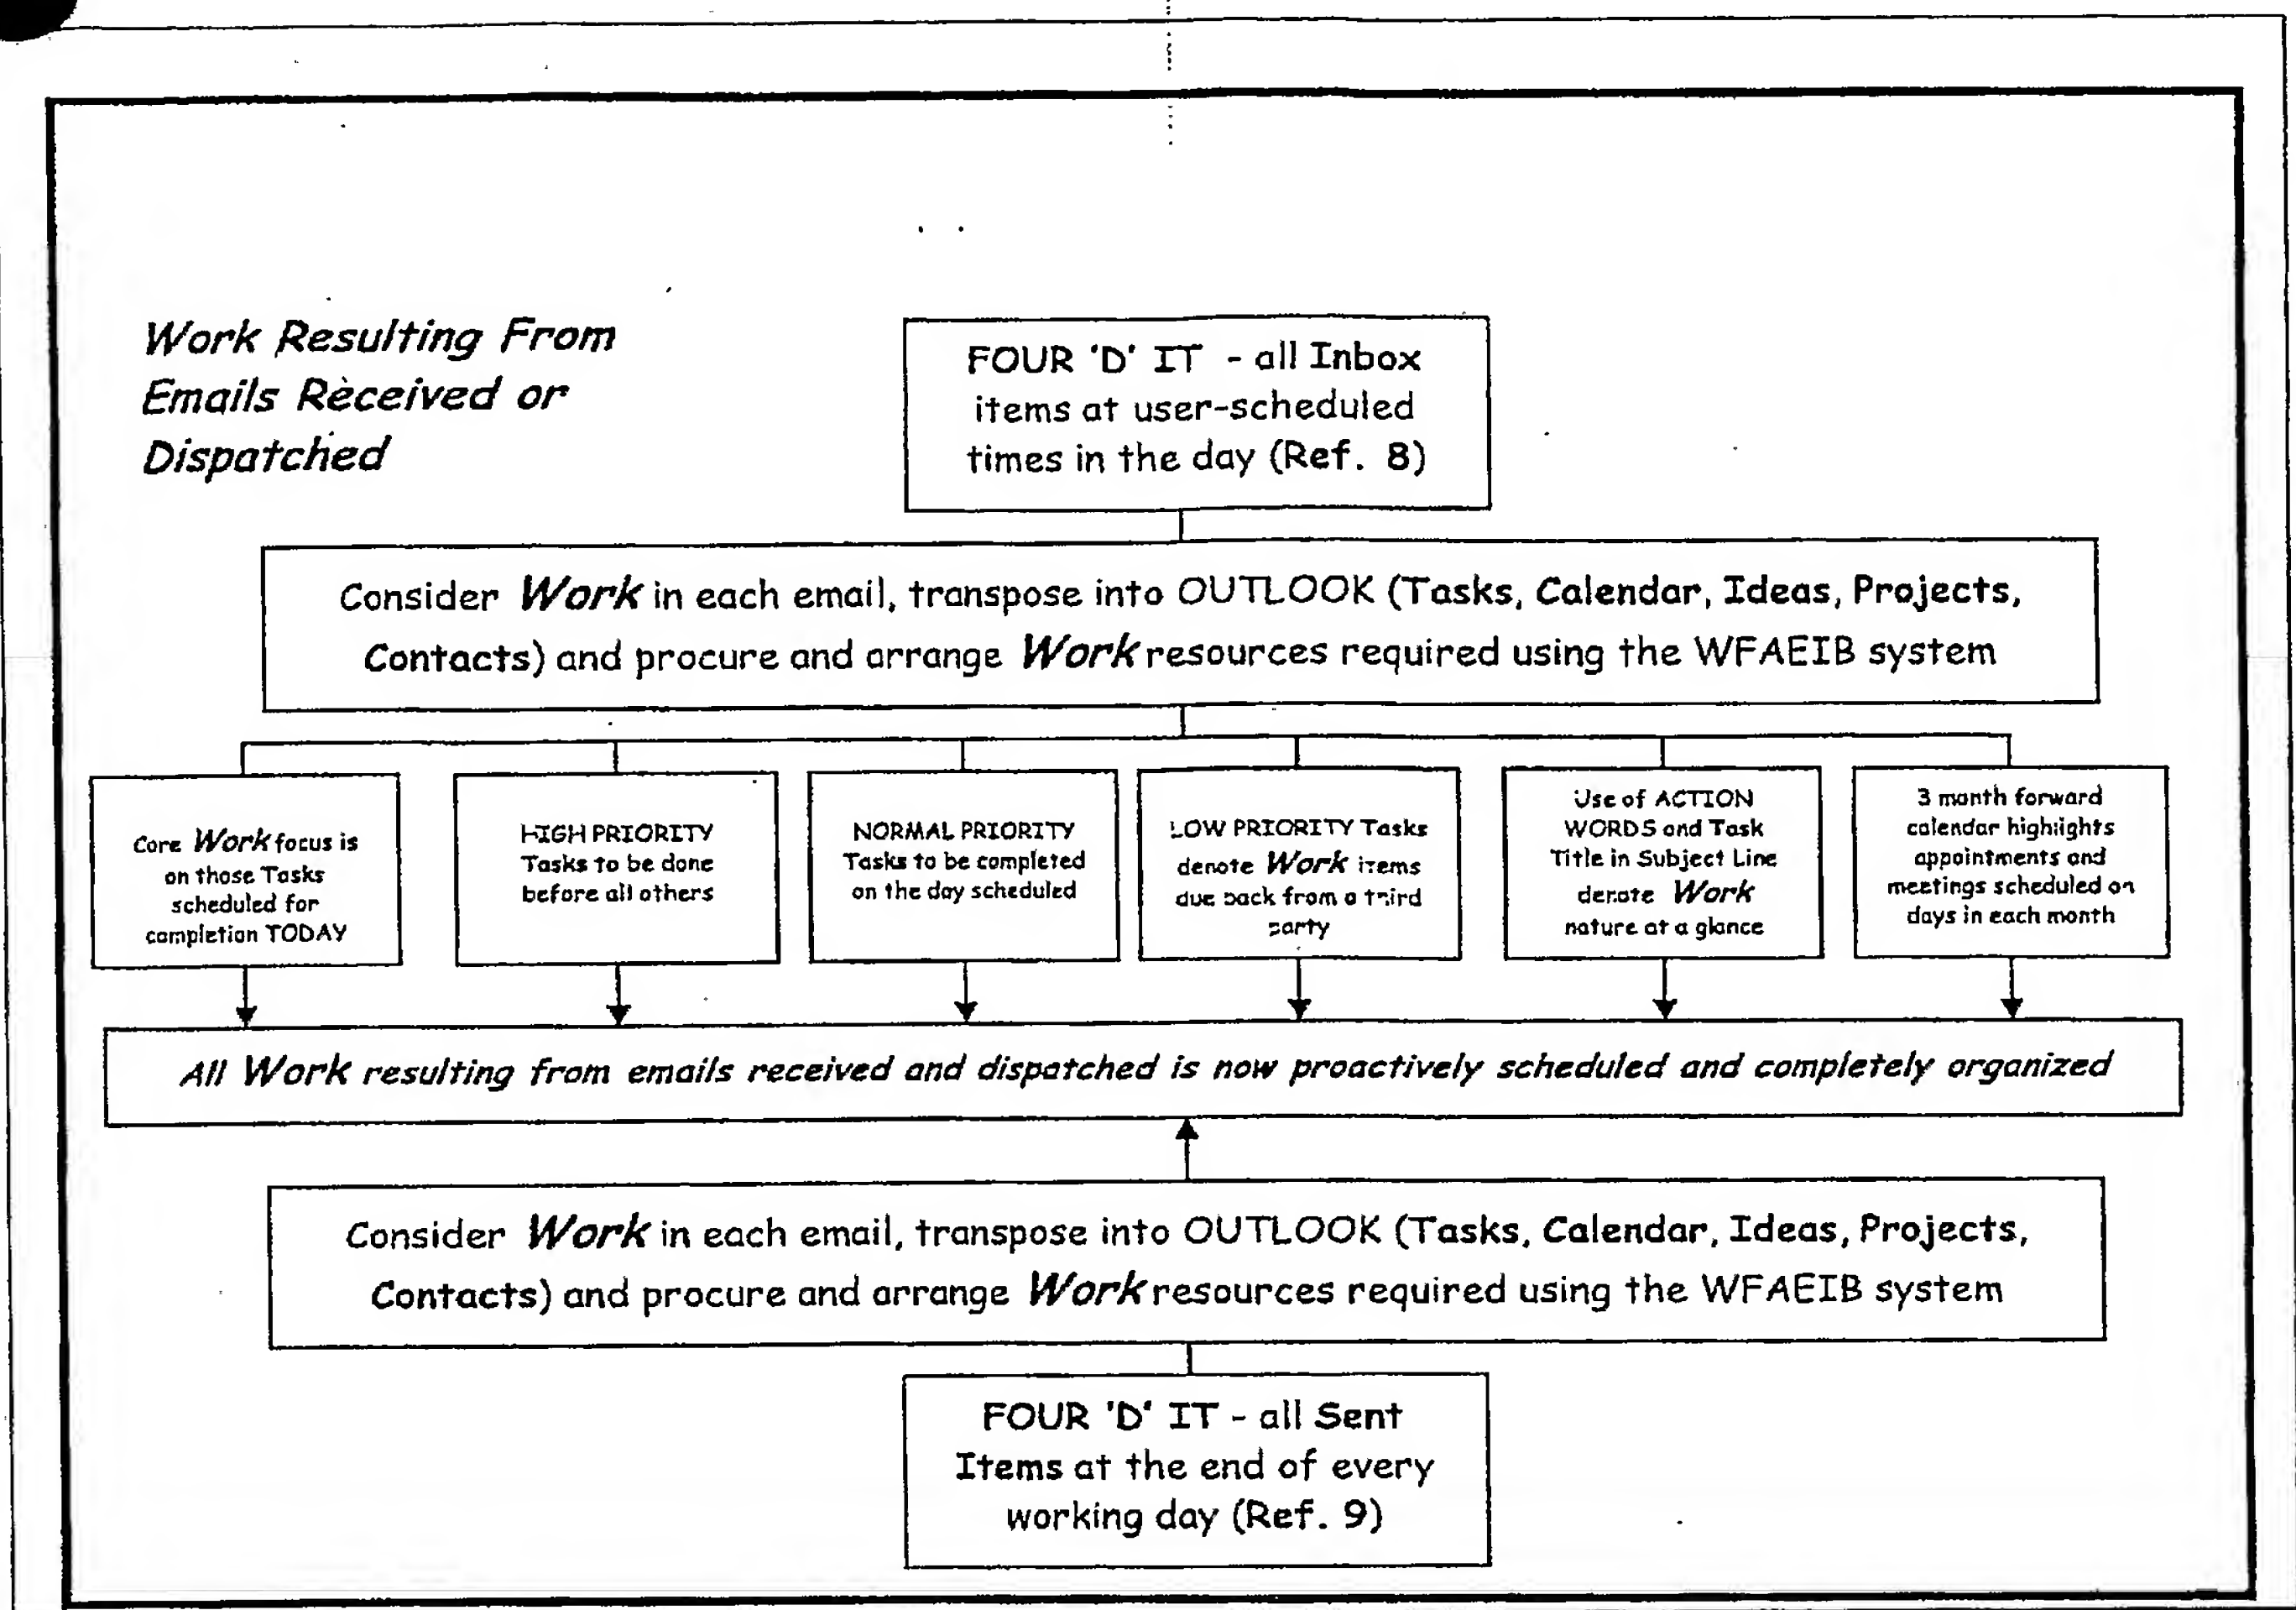 Work Resulting From
Emails Received or
Dispatched
FOUR 'D' IT - all Inbox
items at user-scheduled
times in the day (Ref. 8)
Consider Work in each email, transpose into OUTLOOK (Tasks, Calendar, Ideas, Projects,
Contacts) and procure and arrange Work resources required using the WFAEIB system
Core Work focus is
on those Tasks
scheduled for
completion TODAY
HIGH PRIORITY
Tasks to be done
before all others
NORMAL PRIORITY
Tasks to be completed
on the day scheduled
LOW PRIORITY Tasks
denote Work items
due back from a third
party
Use of ACTION
WORDS and Task
Title in Subject Line
denote Work
nature at a glance
3 month forward
calendar highlights
appointments and
meetings scheduled on
days in each month
All Work resulting from emails received and dispatched is now proactively scheduled and completely organized
Consider Work in each email, transpose into OUTLOOK (Tasks, Calendar, Ideas, Projects,
Contacts) and procure and arrange Work resources required using the WFAEIB system
FOUR 'D' IT - all Sent
Items at the end of every
working day (Ref. 9)